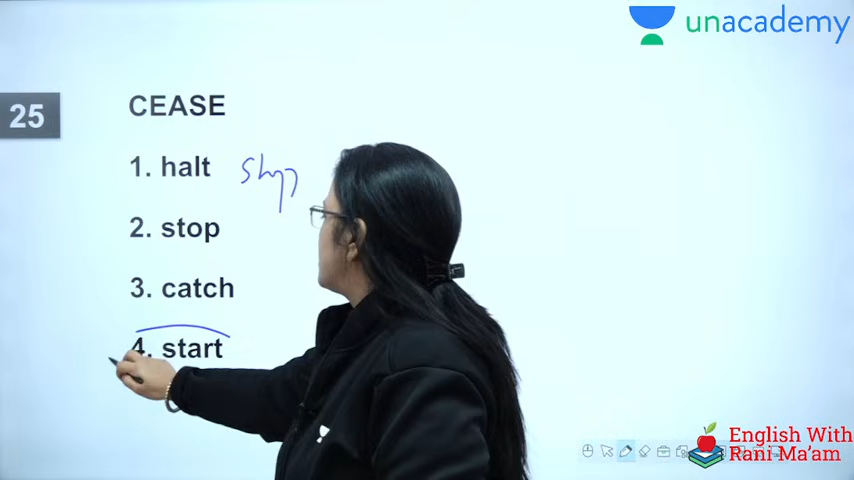 unacademy
25
CEASE
1. halt
stop
2. stop
3. catch
4. start
English With
Rani Ma'am